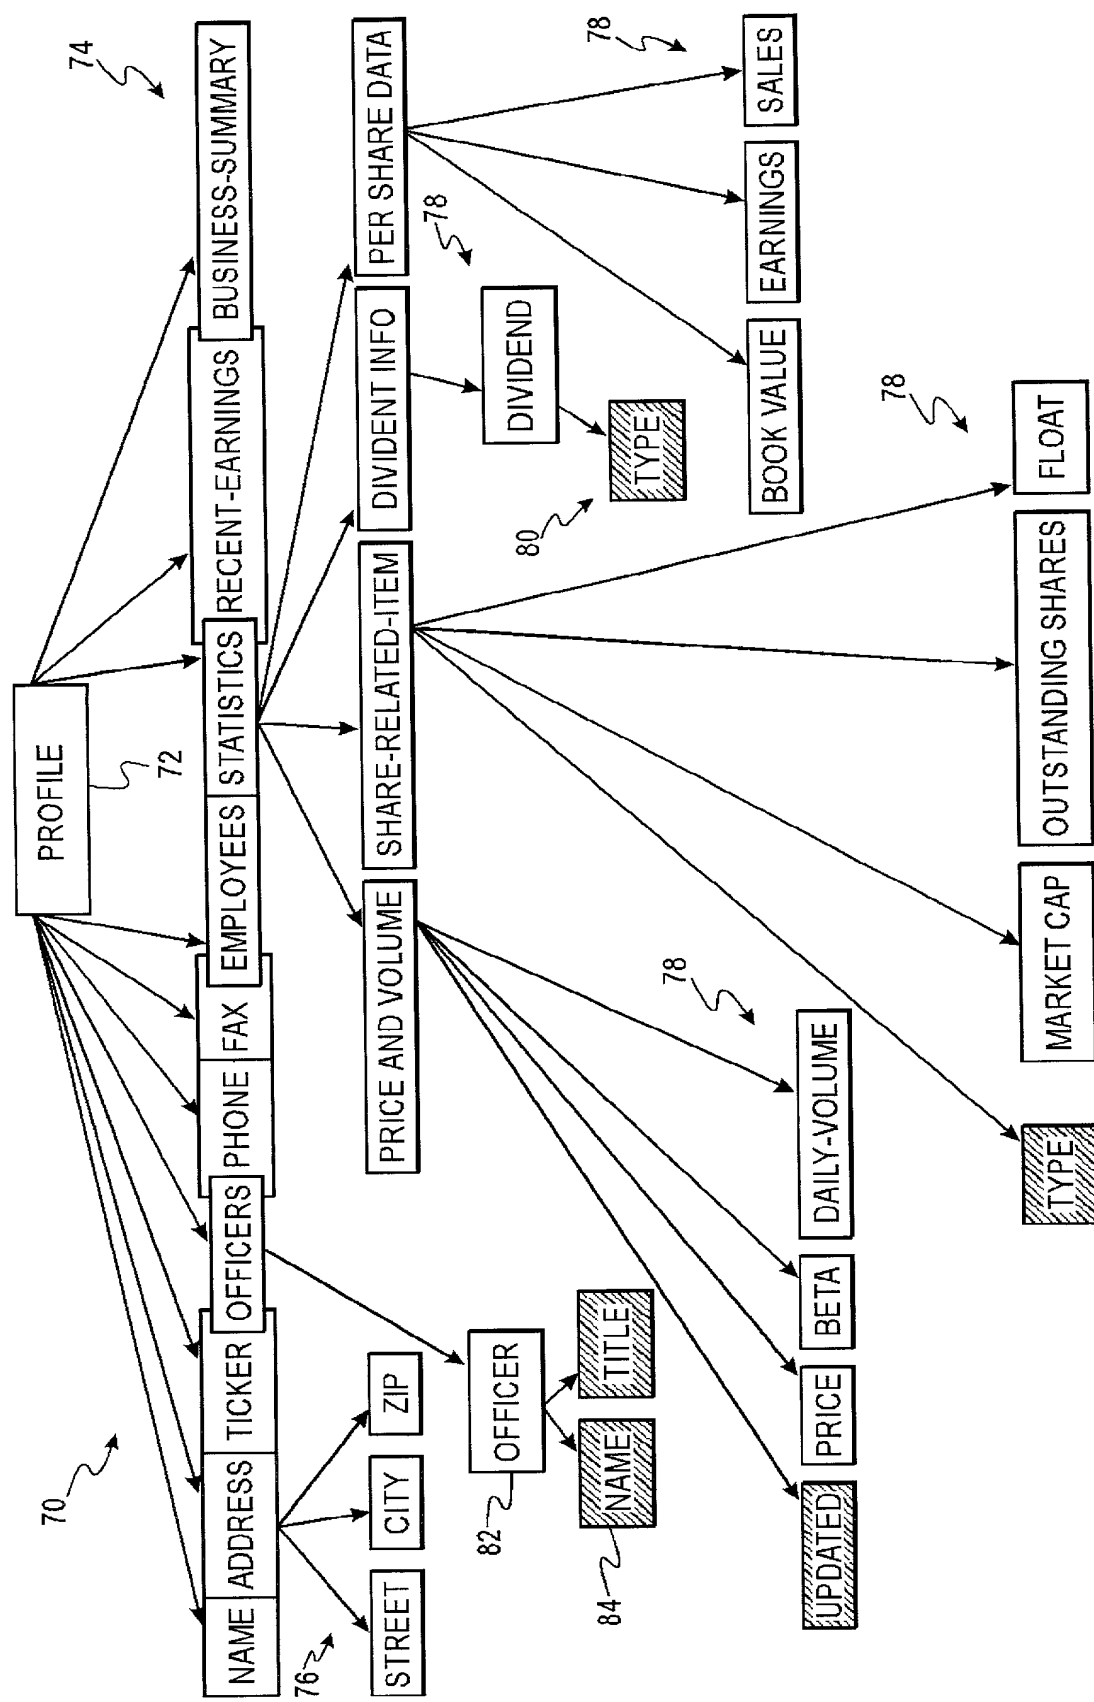 70
PROFILE
72
74
NAME
ADDRESS
TICKER
OFFICERS
PHONE
FAX
EMPLOYEES
STATISTICS
RECENT-EARNINGS
BUSINESS-SUMMARY
76
STREET
CITY
ZIP
PRICE AND VOLUME
SHARE-RELATED-ITEM
DIVIDENT INFO
PER SHARE DATA
82
OFFICER
78
DIVIDEND
84
NAME
TITLE
80
TYPE
78
BOOK VALUE
EARNINGS
SALES
78
UPDATED
PRICE
BETA
DAILY-VOLUME
78
TYPE
MARKET CAP
OUTSTANDING SHARES
FLOAT